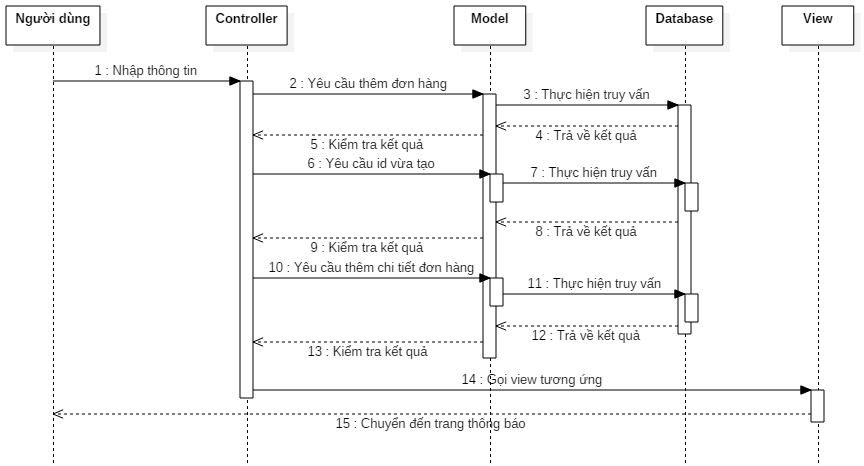 Người dùng
Controller
Model
Database
View
1 : Nhập thông tin
2 : Yêu cầu thêm đơn hàng
3 : Thực hiện truy vấn
4 : Trả về kết quả
5 : Kiểm tra kết quả
6 : Yêu cầu id vừa tạo
7 : Thực hiện truy vấn
8 : Trả về kết quả
9 : Kiểm tra kết quả
10 : Yêu cầu thêm chi tiết đơn hàng
11 : Thực hiện truy vấn
12 : Trả về kết quả
13 : Kiểm tra kết quả
14 : Gọi view tương ứng
15 : Chuyển đến trang thông báo